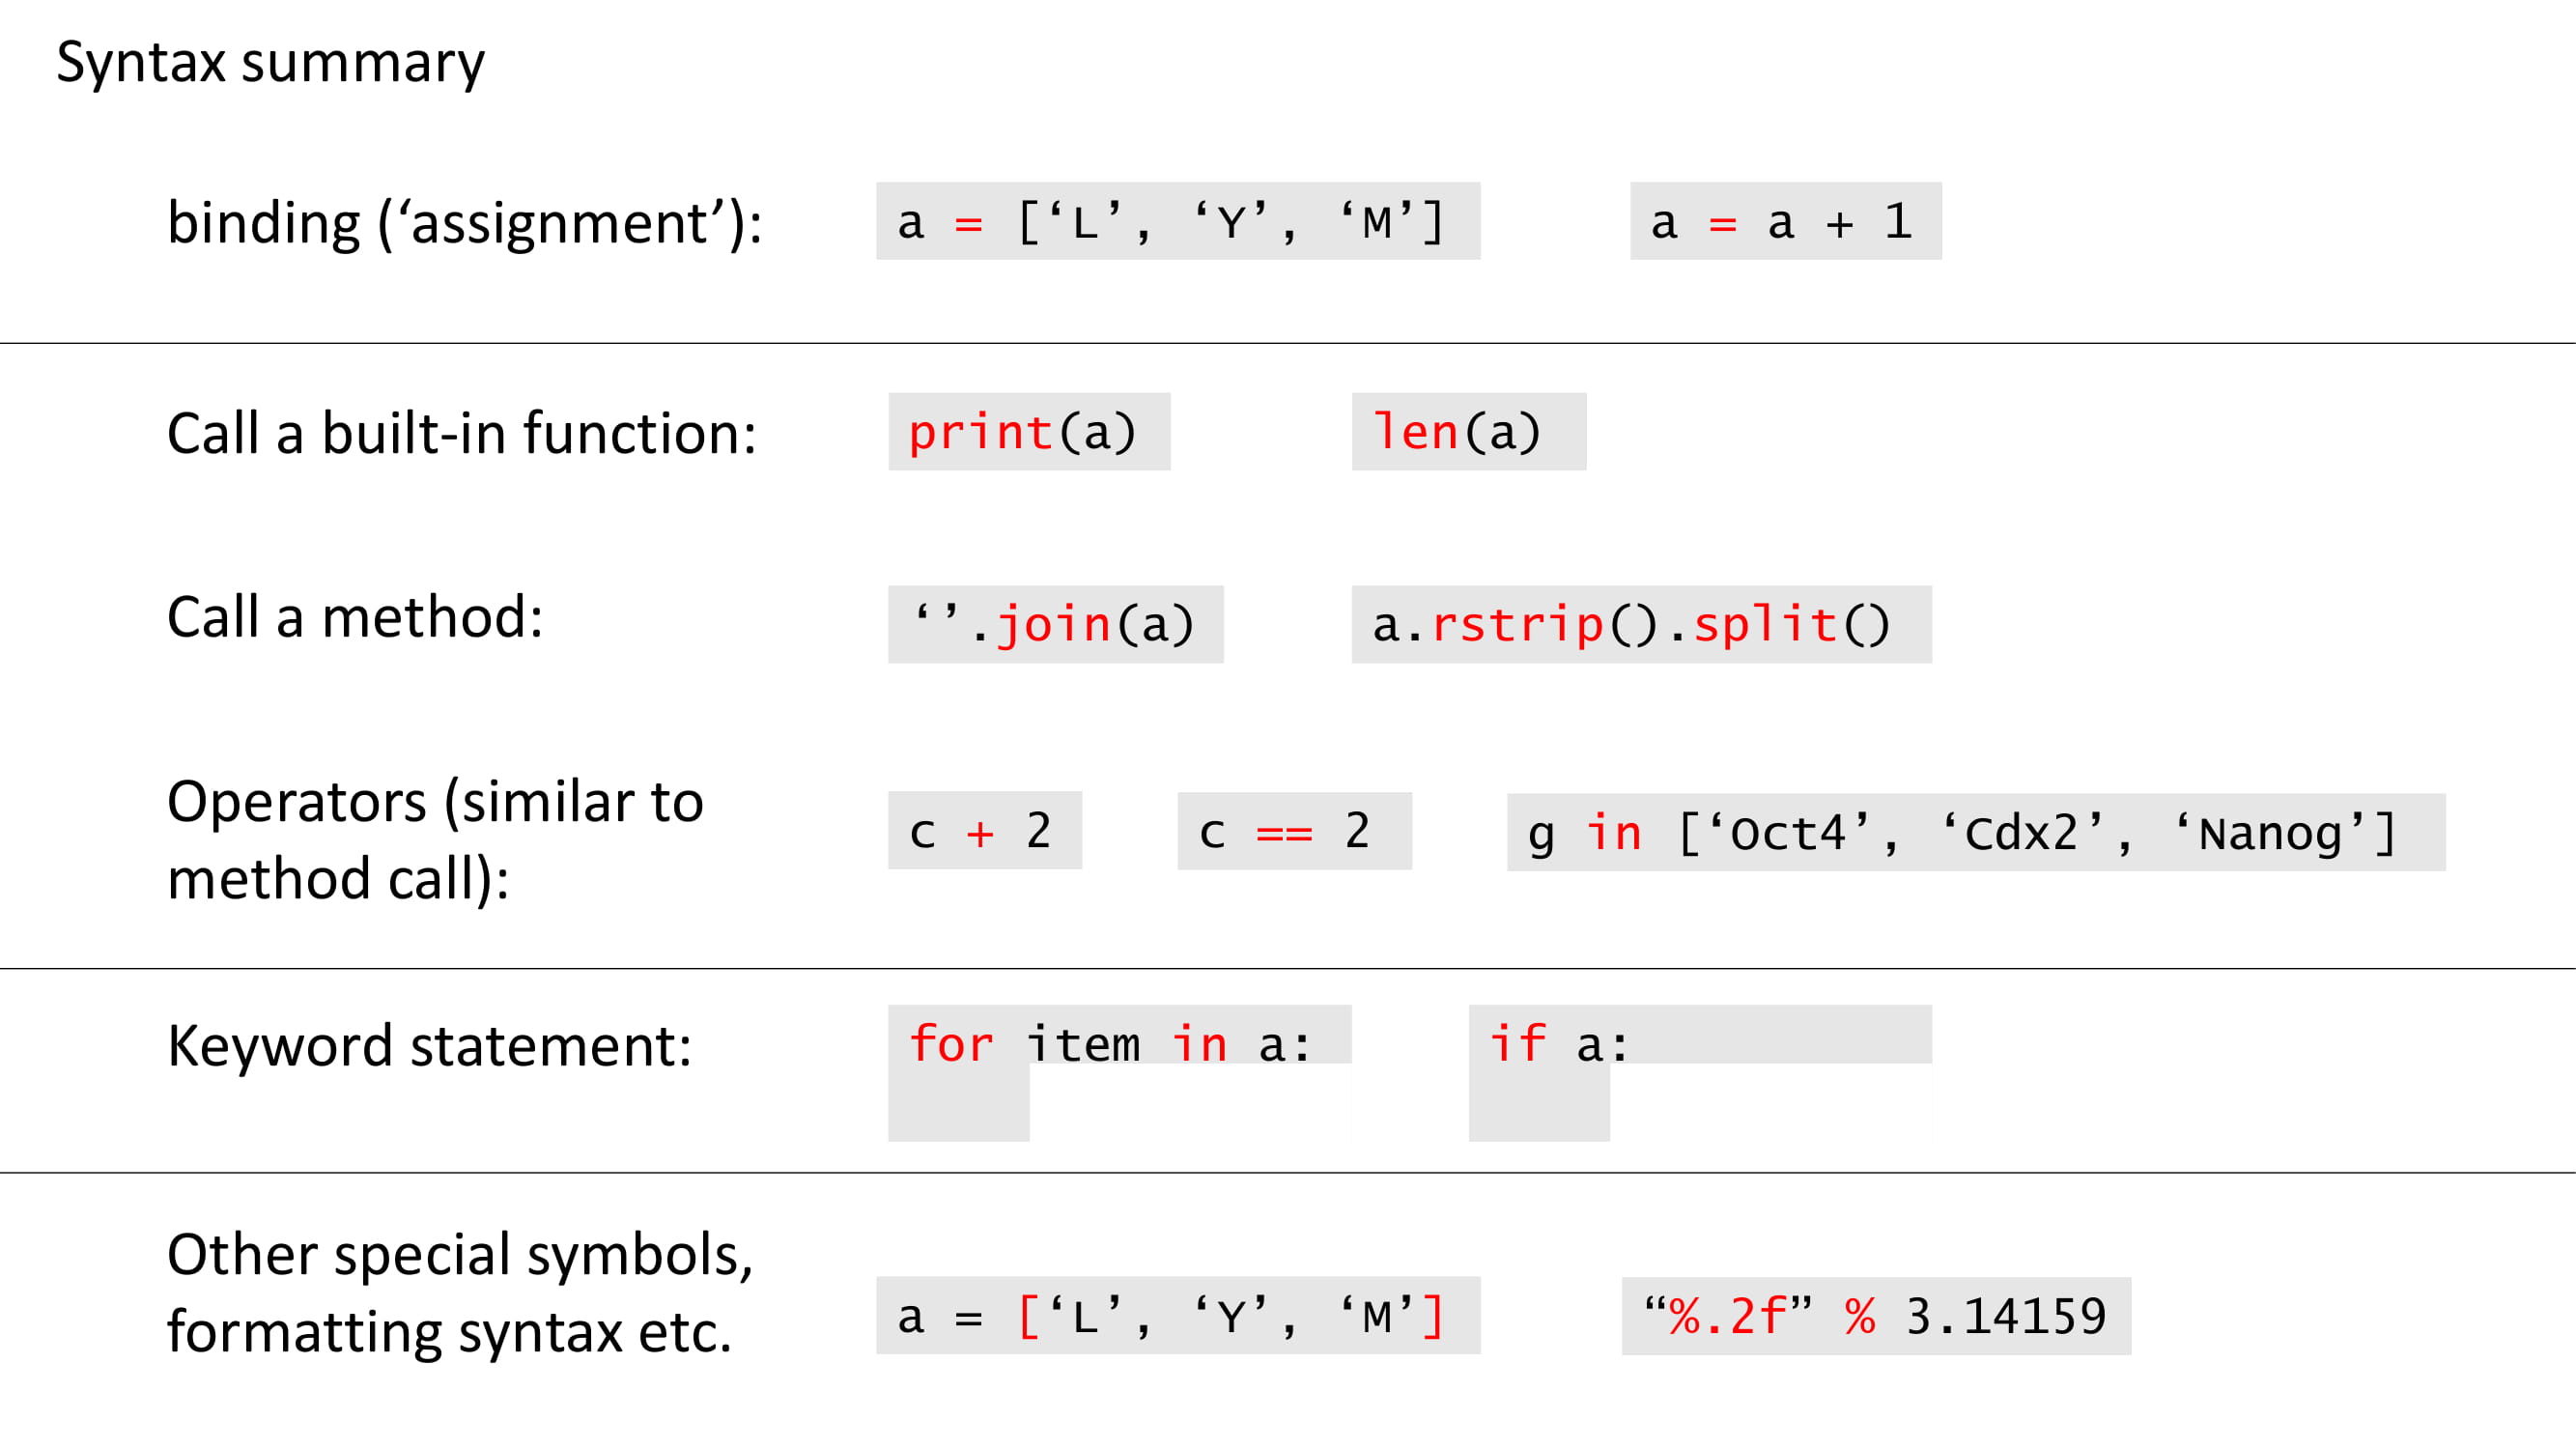 Syntax summary
binding (‘assignment’): a = [‘L’, ‘Y’, ‘M’] a = a + 1
Call a built-in function: print(a) len(a)
Call a method: ‘’.join(a) a.rstrip().split()
Operators (similar to
method call): c + 2 c == 2 g in [‘Oct4’, ‘Cdx2’, ‘Nanog’]
Keyword statement: for item in a: if a:
Other special symbols,
formatting syntax etc. a = [‘L’, ‘Y’, ‘M’] “%.2f” % 3.14159